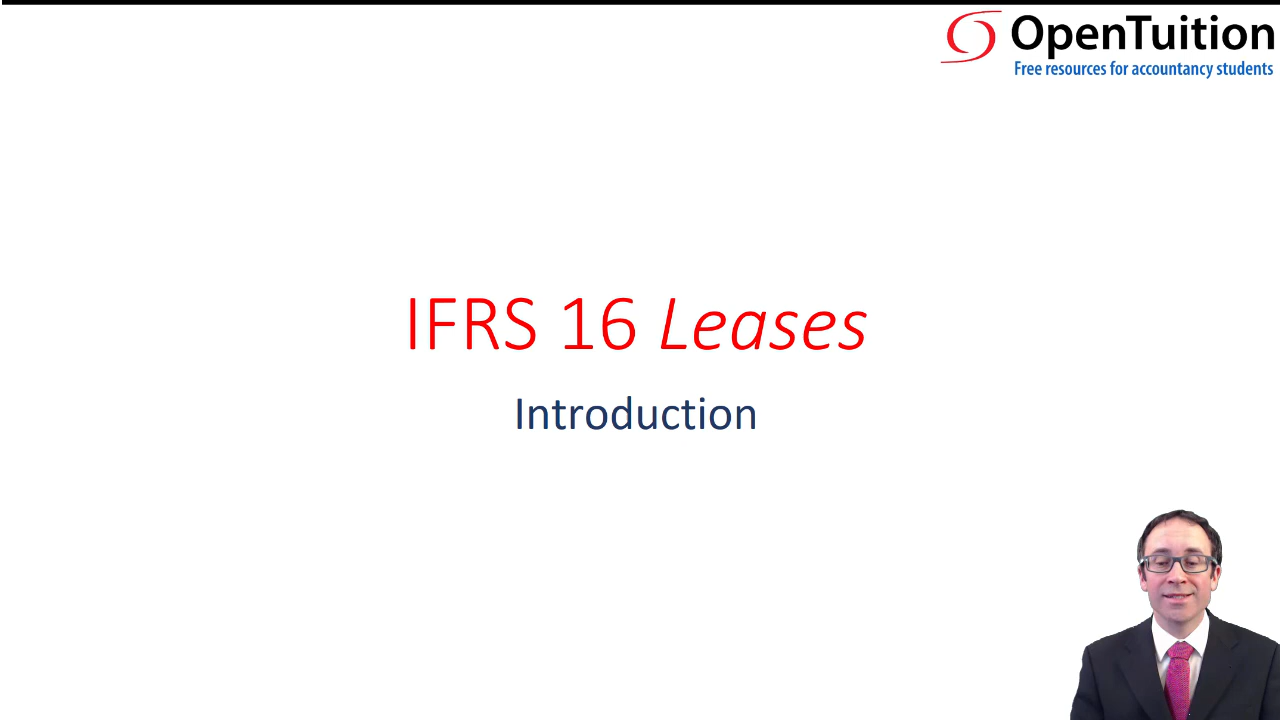 OpenTuition
Free resources for accountancy students
IFRS 16 Leases
Introduction